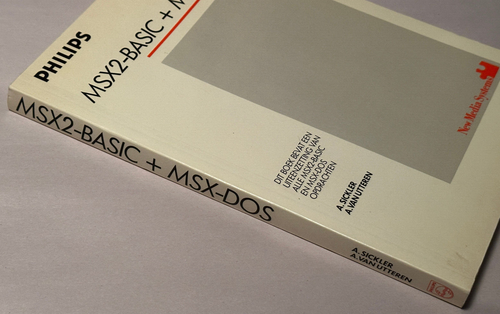 PHILIPS
MSX2-BASIC + M
New Media Systems
DIT BOEK BEVAT EEN
UITEENZETTING VAN
ALLE MSX2-BASIC
EN MSX-DOS
OPDRACHTEN
A. SICKLER
A. VAN UTTEREN
MSX2-BASIC + MSX-DOS
A. SICKLER
A. VAN UTTEREN